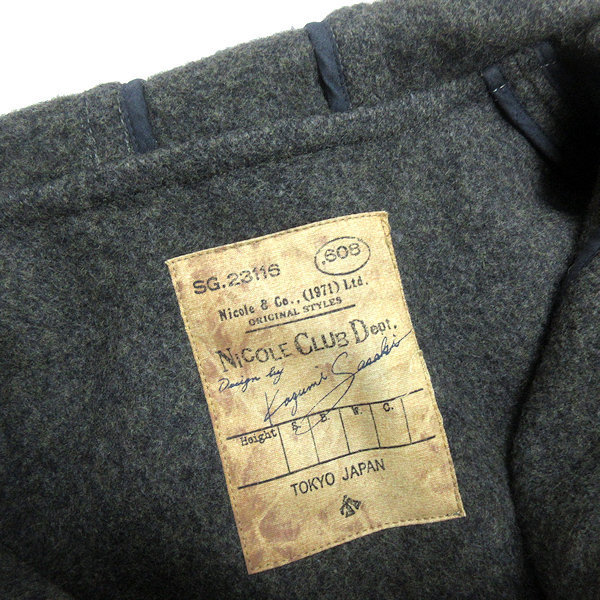 SG.23116 .608
Nicole & Co., (1971) Ltd.
ORIGINAL STYLES
NICOLE CLUB Dept.
Design by Kazumi Sasaki
Height S. B. W. C.
TOKYO JAPAN